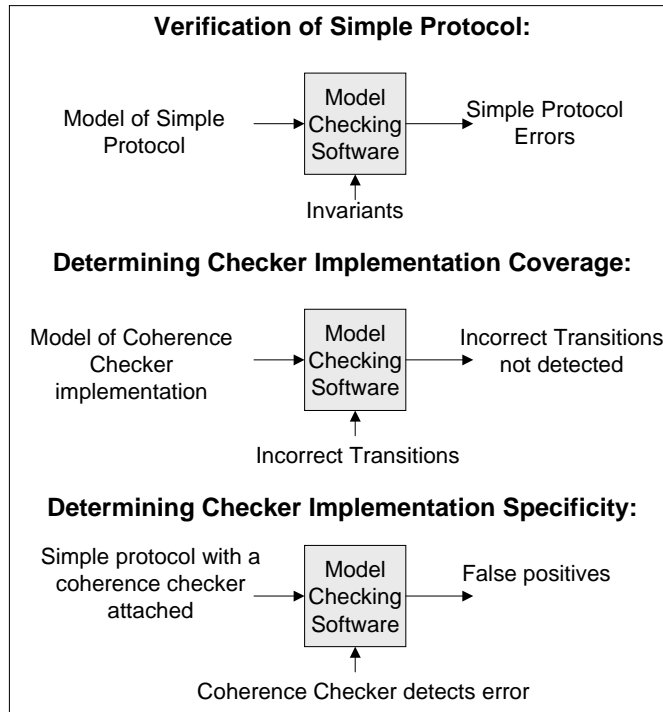 Verification of Simple Protocol:
Model of Simple
Protocol
Model
Checking
Software
Simple Protocol
Errors
Invariants
Determining Checker Implementation Coverage:
Model of Coherence
Checker
implementation
Model
Checking
Software
Incorrect Transitions
not detected
Incorrect Transitions
Determining Checker Implementation Specificity:
Simple protocol with a
coherence checker
attached
Model
Checking
Software
False positives
Coherence Checker detects error